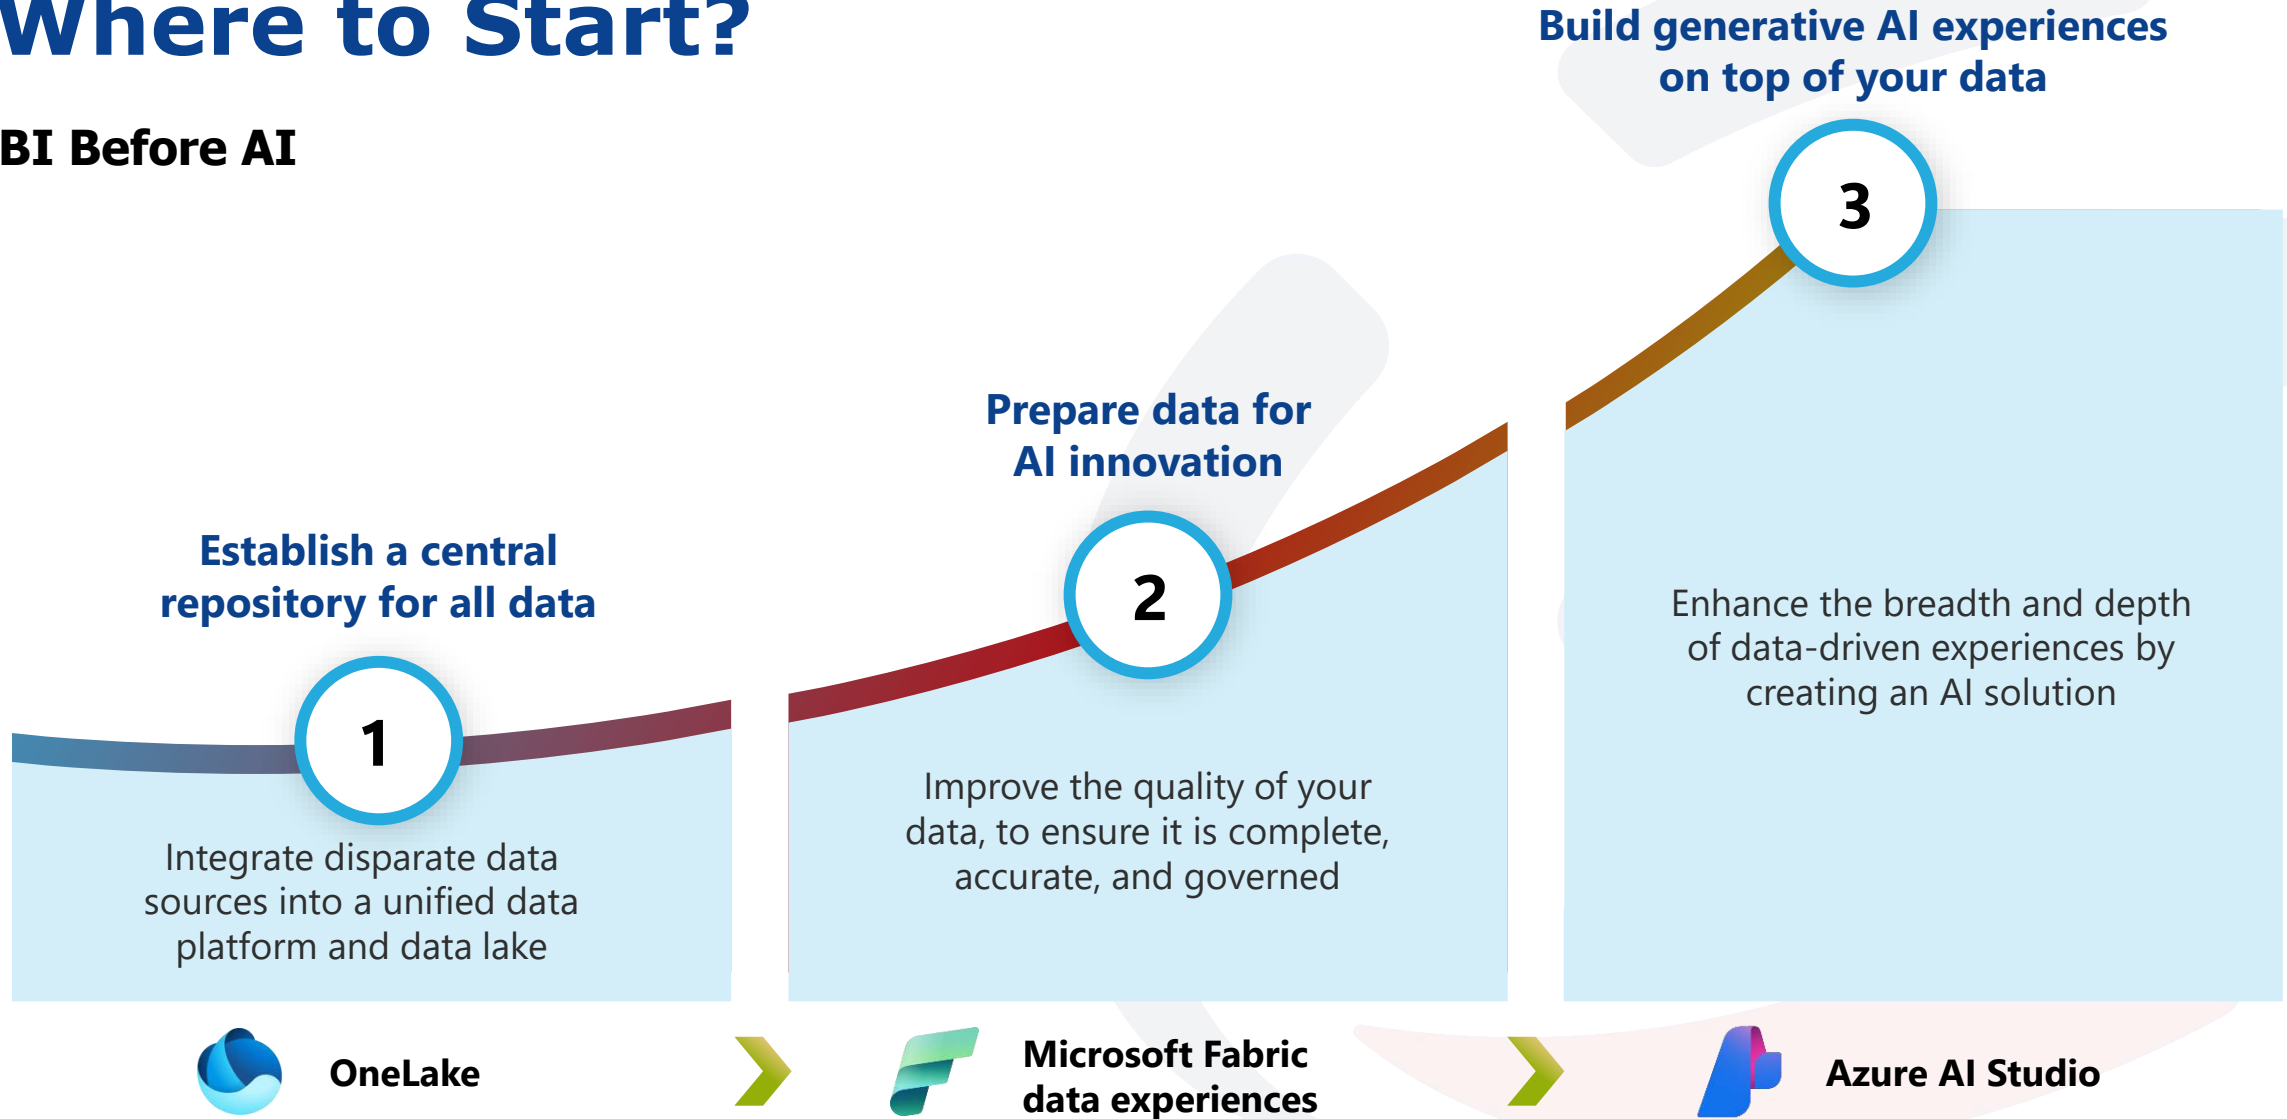 Where to Start?
BI Before AI
Establish a central
repository for all data
1
Integrate disparate data
sources into a unified data
platform and data lake
OneLake
Prepare data for
AI innovation
2
Improve the quality of your
data, to ensure it is complete,
accurate, and governed
Microsoft Fabric
data experiences
Build generative AI experiences
on top of your data
3
Enhance the breadth and depth
of data-driven experiences by
creating an AI solution
Azure AI Studio